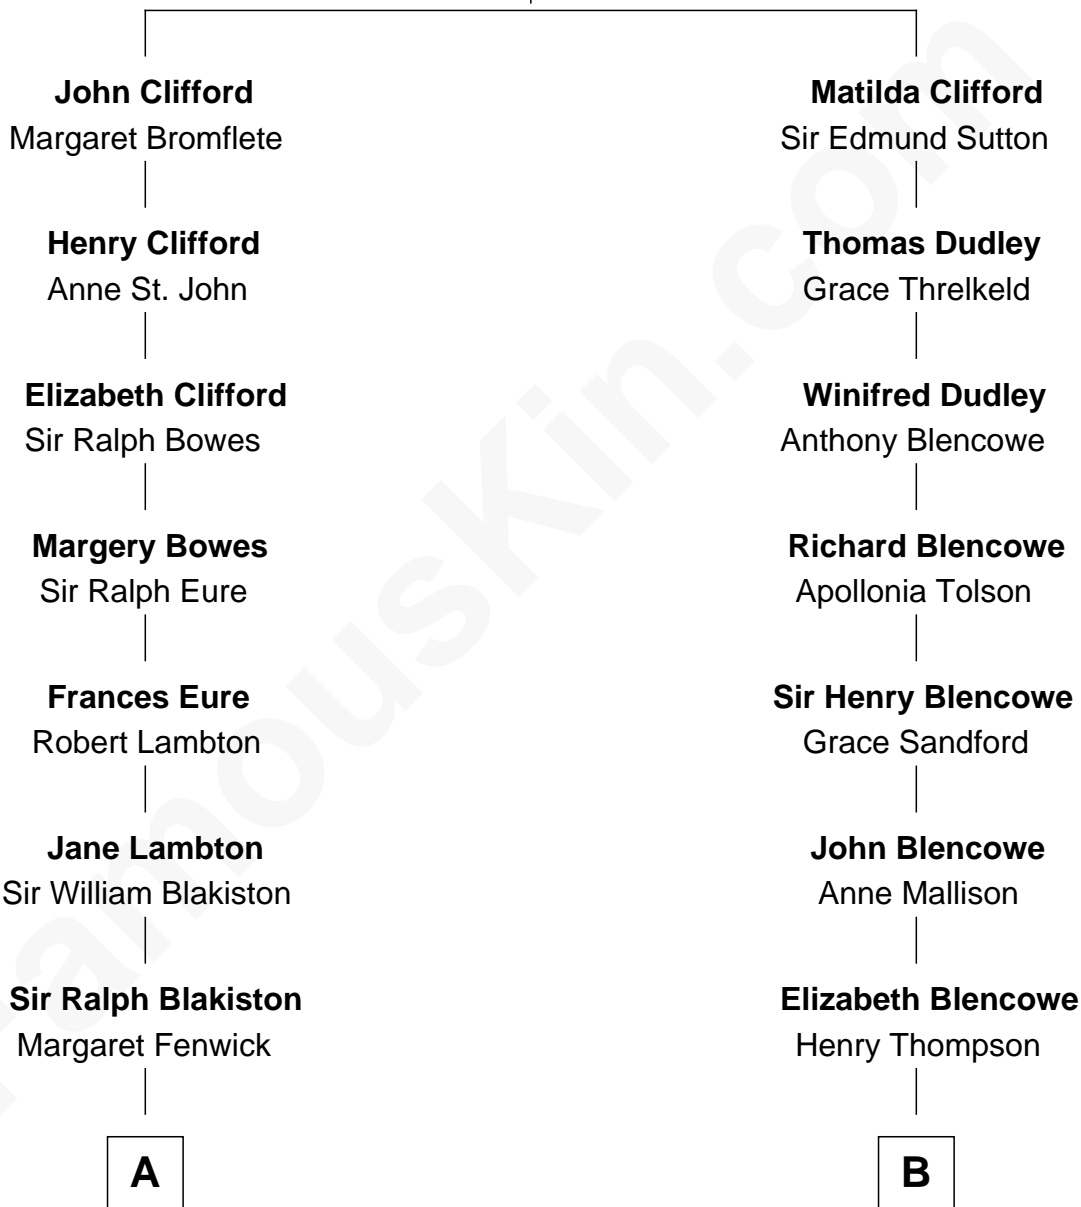 John Clifford
Margaret Bromflete
Matilda Clifford
Sir Edmund Sutton
Henry Clifford
Anne St. John
Thomas Dudley
Grace Threlkeld
Elizabeth Clifford
Sir Ralph Bowes
Winifred Dudley
Anthony Blencowe
Margery Bowes
Sir Ralph Eure
Richard Blencowe
Apollonia Tolson
Frances Eure
Robert Lambton
Sir Henry Blencowe
Grace Sandford
Jane Lambton
Sir William Blakiston
John Blencowe
Anne Mallison
Sir Ralph Blakiston
Margaret Fenwick
Elizabeth Blencowe
Henry Thompson
A
B
FamousKin.com